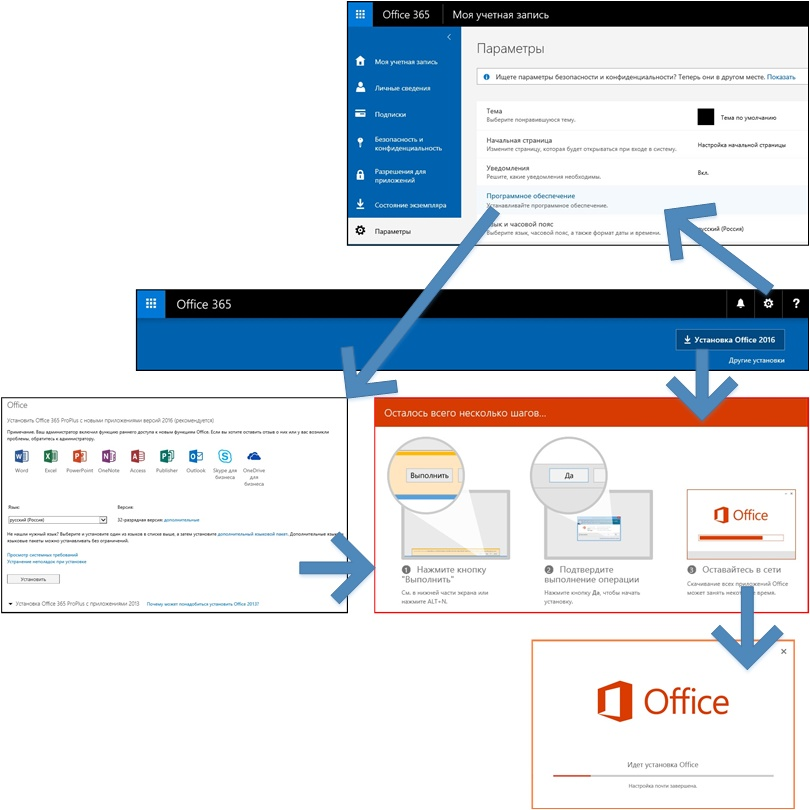 Office 365
Моя учетная запись
Моя учетная запись
Личные сведения
Подписки
Безопасность и
конфиденциальность
Разрешения для
приложений
Состояние экземпляра
Параметры
Параметры
Ищете параметры безопасности и конфиденциальности? Теперь они в другом месте. Показать
Тема
Выберите понравившуюся тему.
Тема по умолчанию
Начальная страница
Измените страницу, которая будет открываться при входе в систему.
Настройка начальной страницы
Уведомления
Решите, какие уведомления необходимы.
Вкл.
Программное обеспечение
Устанавливайте программное обеспечение.
и часовой пояс
Выберите язык, часовой пояс, а также формат даты и времени.
русский (Россия)
Office 365
?
Установка Office 2016
Другие установки
Office
Установить Office 365 ProPlus с новыми приложениями версий 2016 (рекомендуется)
Примечание. Ваш администратор включил функцию раннего доступа к новым функциям Office. Если вы хотите оставить отзыв о них или у вас возникли
проблемы, обратитесь к администратору.
Word
Excel
PowerPoint
OneNote
Access
Publisher
Outlook
Skype для
бизнеса
OneDrive
для
бизнеса
Язык:
Версия:
русский (Россия)
32-разрядная версия: дополнительные
Не нашли нужный язык? Выберите и установите один из языков в списке выше, а затем установите дополнительный языковой пакет. Дополнительные
языковые пакеты можно устанавливать без ограничений.
Просмотр системных требований
Устранение неполадок при установке
Установить
Установка Office 365 ProPlus с приложениями 2013 Почему может понадобиться установить Office 2013?
Осталось всего несколько шагов...
Выполнить
Да
Office
1 Нажмите кнопку
"Выполнить"
См. в нижней части экрана или
нажмите ALT+N.
2 Подтвердите
выполнение операции
Нажмите кнопку Да, чтобы начать
установку.
3 Оставайтесь в сети
Скачивание всех приложений Office
может занять время.
Office
Идет установка Office
Настройка почти завершена.